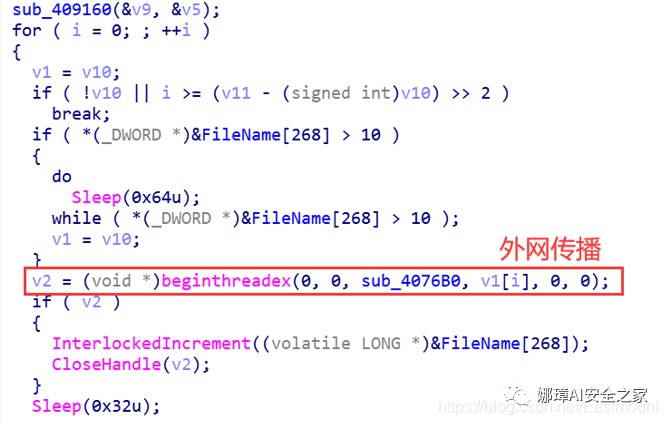 sub_409160(&v9, &v5);
for ( i = 0; ; ++i )
{
v1 = v10;
if ( !v10 || i >= (v11 - (signed int)v10) >> 2 )
break;
if ( *(_DWORD *)&FileName[268] > 10 )
{
do
Sleep(0x64u);
while ( *(_DWORD *)&FileName[268] > 10 );
v1 = v10;
}
外网传播
v2 = (void *)beginthreadex(0, 0, sub_4076B0, v1[i], 0, 0);
if ( v2 )
{
InterlockedIncrement((volatile LONG *)&FileName[268]);
CloseHandle(v2);
}
Sleep(0x32u);
娜璋AI安全之家
https://blog.csdn.net/Eastmount